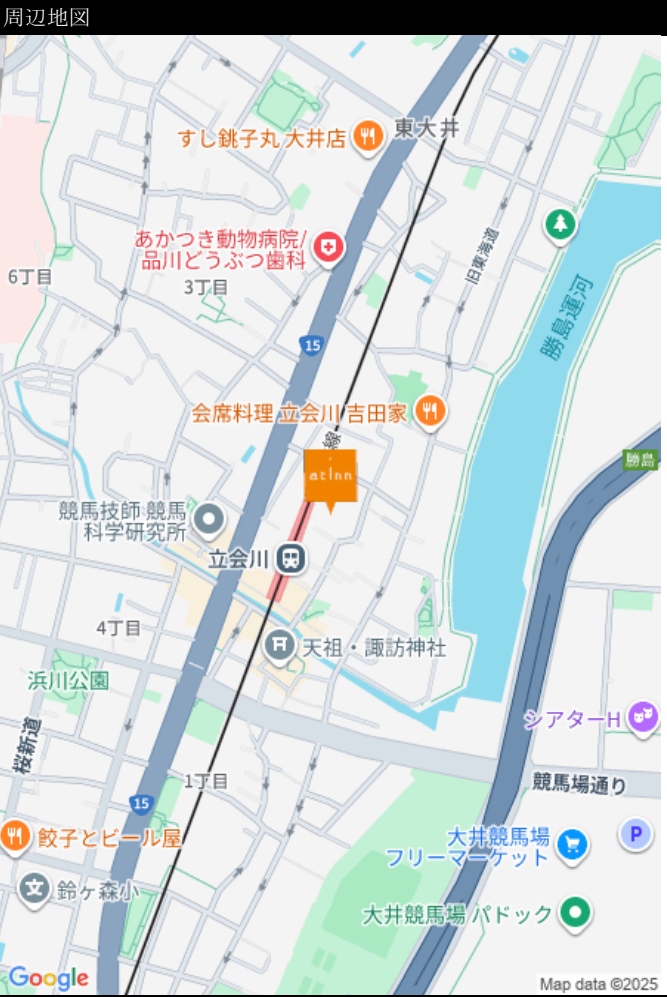 周辺地図
東大井
すし銚子丸 大井店
旧東海道
あかつき動物病院/
品川どうぶつ歯科
6丁目
3丁目
勝島運河
15
会席料理 立会川 吉田家
線
勝島
at Inn
競馬技師 競馬
科学研究所
立会川
4丁目
天祖・諏訪神社
浜川公園
シアターH
桜新道
1丁目
競馬場通り
15
P
餃子とビール屋
大井競馬場
フリーマーケット
文
鈴ヶ森小
大井競馬場 パドック
Google
Map data ©2025